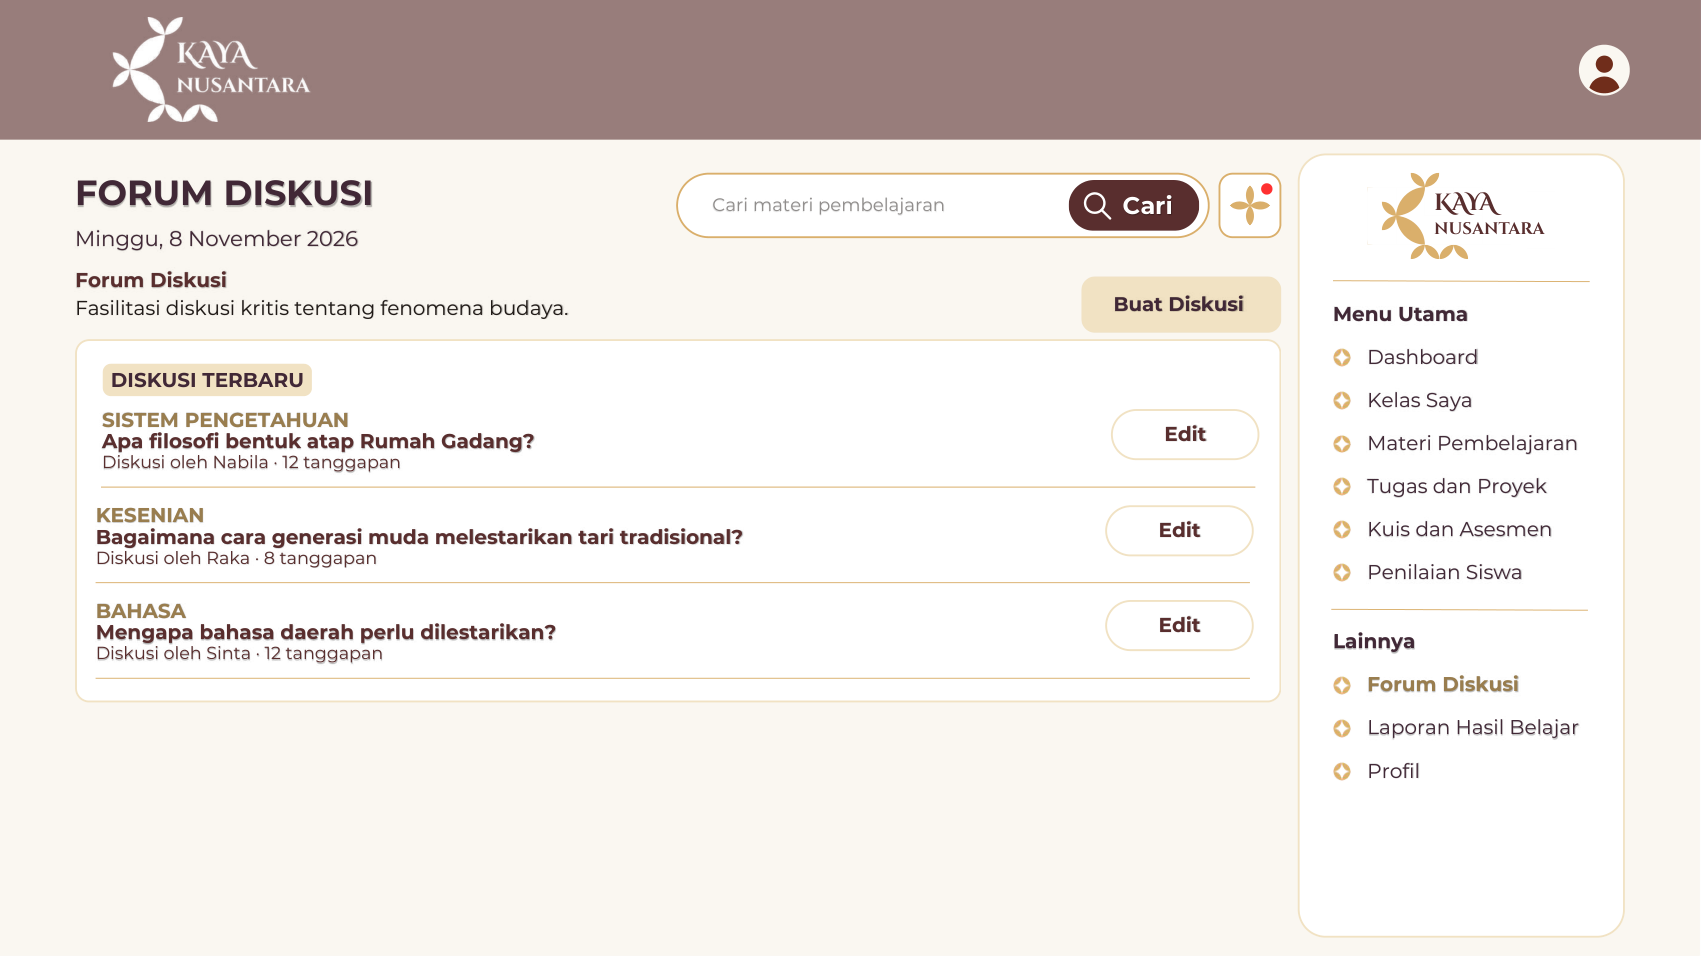 KAYA
NUSANTARA
FORUM DISKUSI
Minggu, 8 November 2026
Cari materi pembelajaran
Cari
Forum Diskusi
Fasilitasi diskusi kritis tentang fenomena budaya.
Buat Diskusi
DISKUSI TERBARU
SISTEM PENGETAHUAN
Apa filosofi bentuk atap Rumah Gadang?
Diskusi oleh Nabila · 12 tanggapan
Edit
KESENIAN
Bagaimana cara generasi muda melestarikan tari tradisional?
Diskusi oleh Raka · 8 tanggapan
Edit
BAHASA
Mengapa bahasa daerah perlu dilestarikan?
Diskusi oleh Sinta · 12 tanggapan
Edit
KAYA
NUSANTARA
Menu Utama
Dashboard
Kelas Saya
Materi Pembelajaran
Tugas dan Proyek
Kuis dan Asesmen
Penilaian Siswa
Lainnya
Forum Diskusi
Laporan Hasil Belajar
Profil